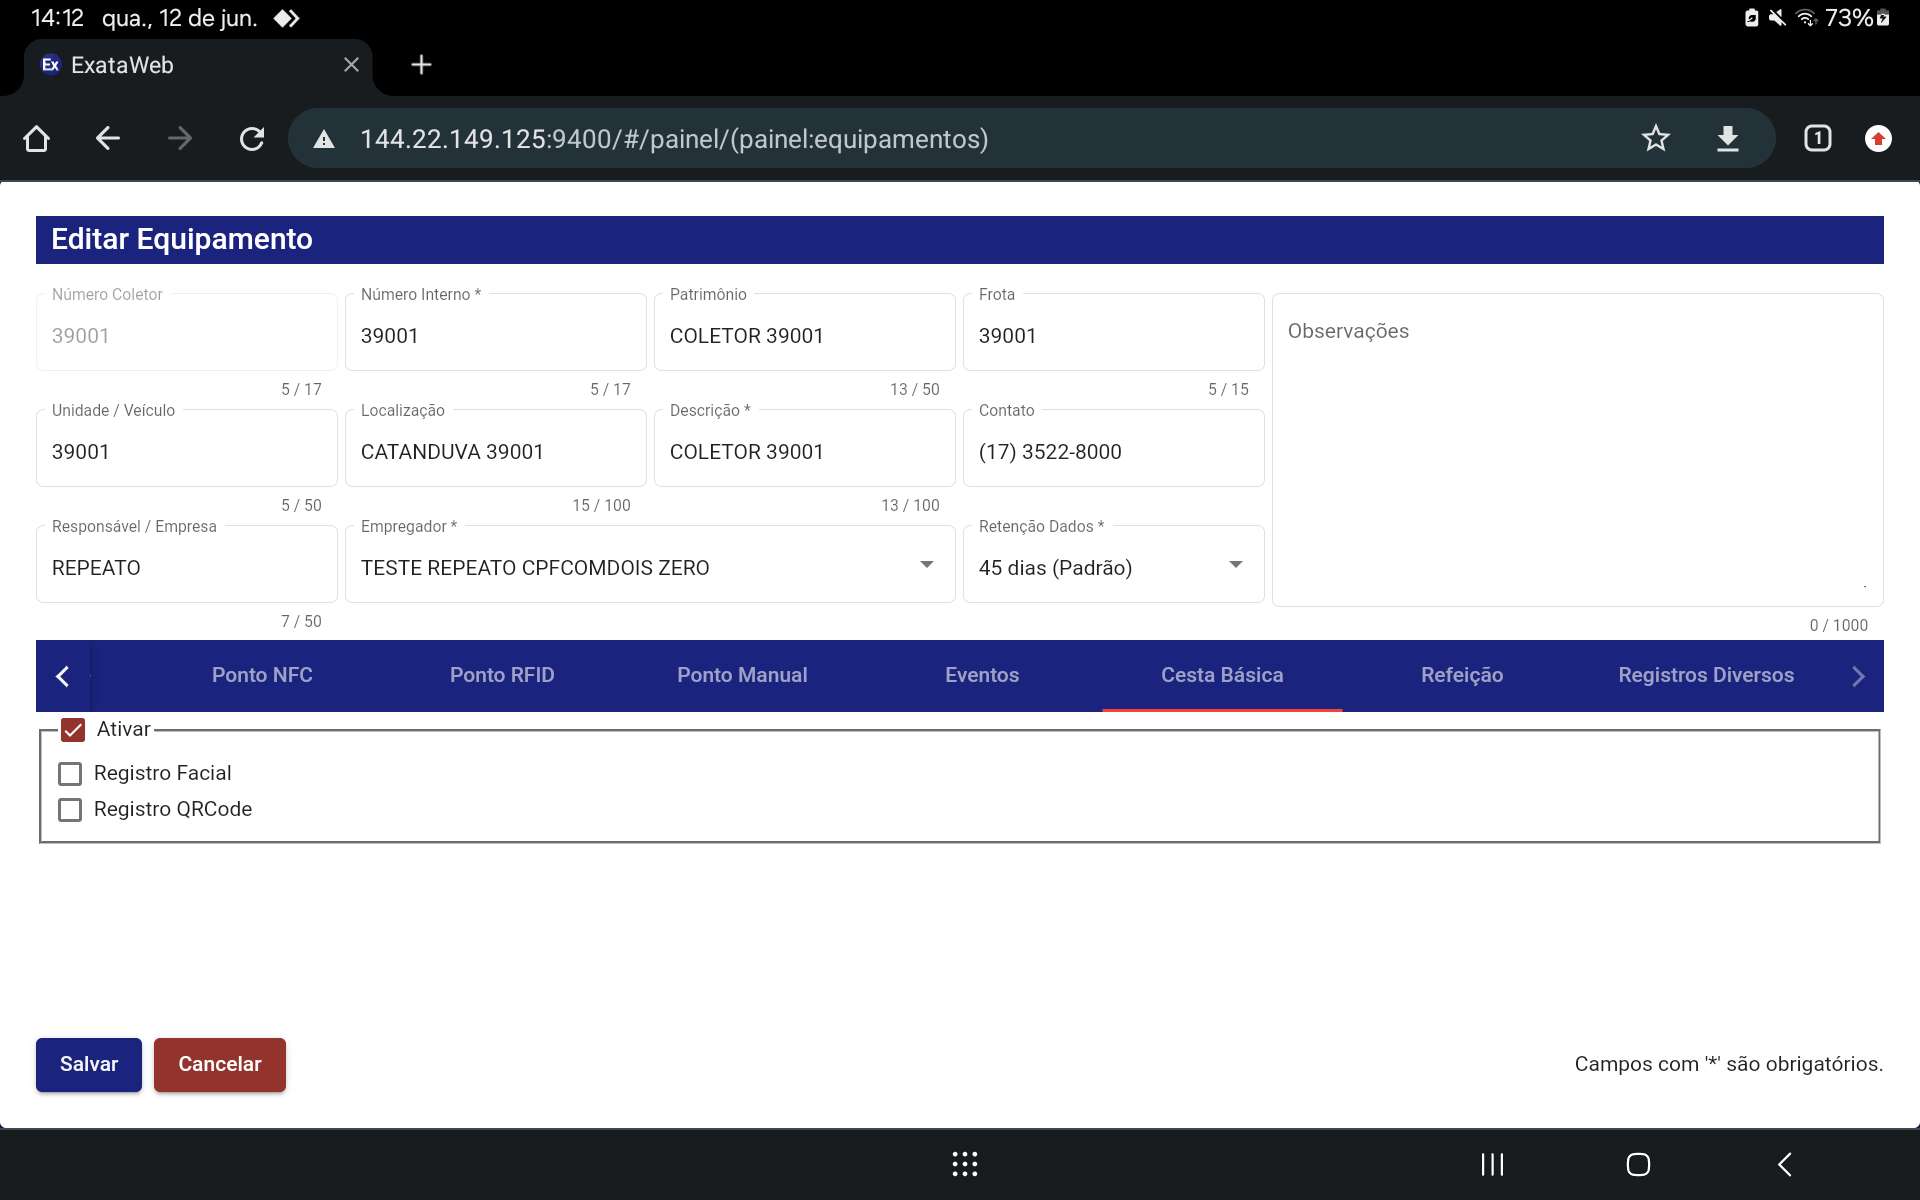 14:12 qua., 12 de jun. 73%
Ex ExataWeb
144.22.149.125:9400/#/painel/(painel:equipamentos) 1
Editar Equipamento
Número Coletor Número Interno * Patrimônio Frota
39001 39001 COLETOR 39001 39001 Observações
5 / 17 5 / 17 13 / 50 5 / 15
Unidade / Veículo Localização Descrição * Contato
39001 CATANDUVA 39001 COLETOR 39001 (17) 3522-8000
5 / 50 15 / 100 13 / 100
Responsável / Empresa Empregador * Retenção Dados *
REPEATO TESTE REPEATO CPFCOMDOIS ZERO 45 dias (Padrão)
7 / 50 0 / 1000
Ponto NFC Ponto RFID Ponto Manual Eventos Cesta Básica Refeição Registros Diversos
Ativar
Registro Facial
Registro QRCode
Salvar Cancelar Campos com '*' são obrigatórios.